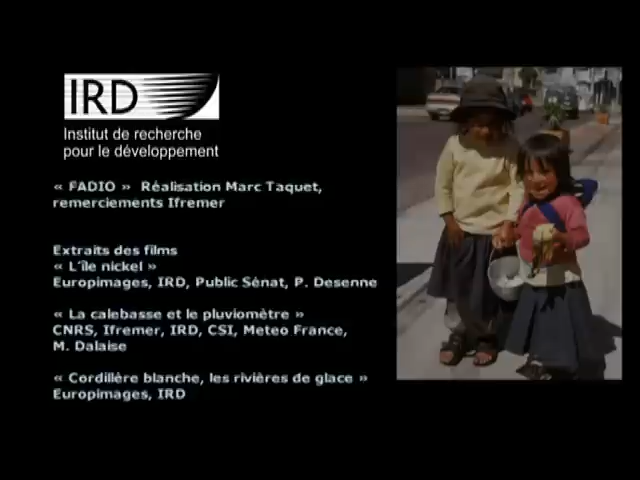 IRD
Institut de recherche
pour le développement
« FADIO » Réalisation Marc Taquet,
remerciements Ifremer
Extraits des films
« L'île nickel »
Europimages, IRD, Public Sénat, P. Desenne
« La calebasse et le pluviomètre »
CNRS, Ifremer, IRD, CSI, Meteo France,
M. Dalaise
« Cordillère blanche, les rivières de glace »
Europimages, IRD